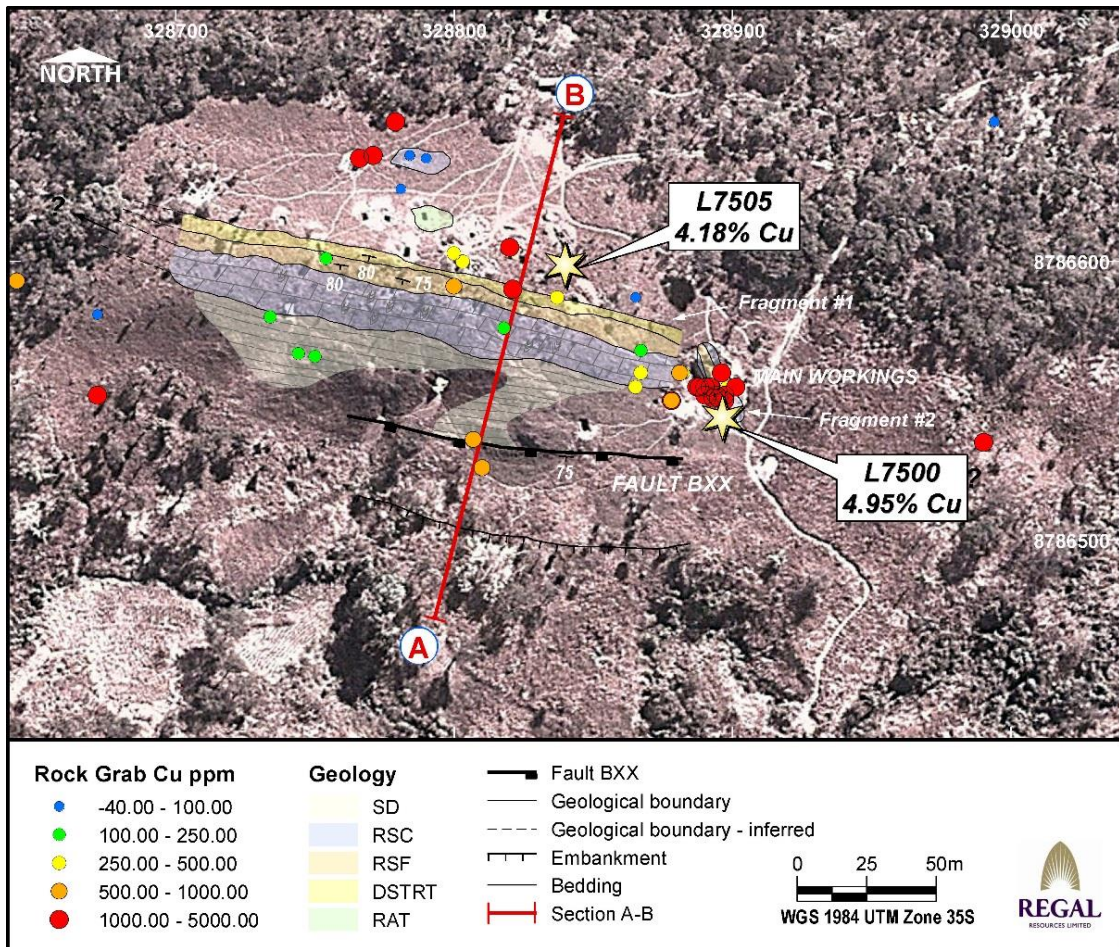 328700
328800
328900
329000
NORTH
B
L7505
4.18% Cu
?
8786600
80
75
80
Fragment #1
MAIN WORKINGS
Fragment #2
L7500
4.95% Cu
?
75
FAULT BXX
8786500
A
Rock Grab Cu ppm
-40.00 - 100.00
100.00 - 250.00
250.00 - 500.00
500.00 - 1000.00
1000.00 - 5000.00
Geology
SD
RSC
RSF
DSTRT
RAT
Fault BXX
Geological boundary
Geological boundary - inferred
Embankment
Bedding
Section A-B
0 25 50m
WGS 1984 UTM Zone 35S
REGAL
RESOURCES LIMITED